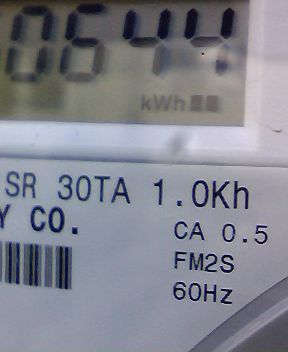 0644
kWh
SR 30TA 1.0Kh
Y CO.
CA 0.5
FM2S
60Hz